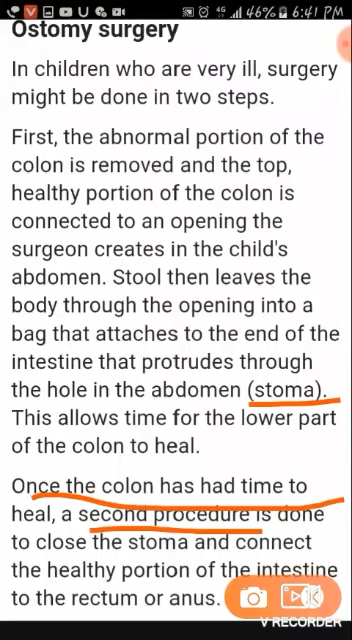 4G 46% 6:41 PM
Ostomy surgery
In children who are very ill, surgery
might be done in two steps.
First, the abnormal portion of the
colon is removed and the top,
healthy portion of the colon is
connected to an opening the
surgeon creates in the child's
abdomen. Stool then leaves the
body through the opening into a
bag that attaches to the end of the
intestine that protrudes through
the hole in the abdomen (stoma).
This allows time for the lower part
of the colon to heal.
Once the colon has had time to
heal, a second procedure is done
to close the stoma and connect
the healthy portion of the intestine
to the rectum or anus.
V RECORDER